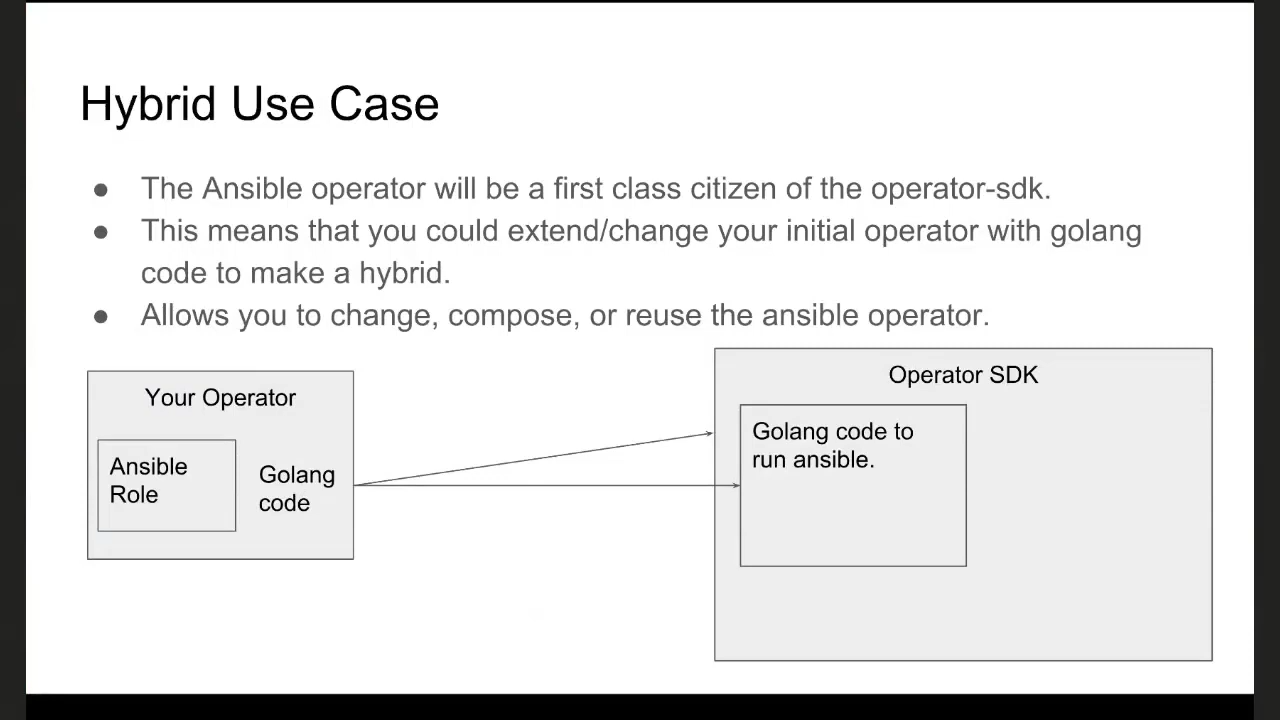 Hybrid Use Case
● The Ansible operator will be a first class citizen of the operator-sdk.
● This means that you could extend/change your initial operator with golang
code to make a hybrid.
● Allows you to change, compose, or reuse the ansible operator.
Your Operator
Ansible
Role
Golang
code
Operator SDK
Golang code to
run ansible.